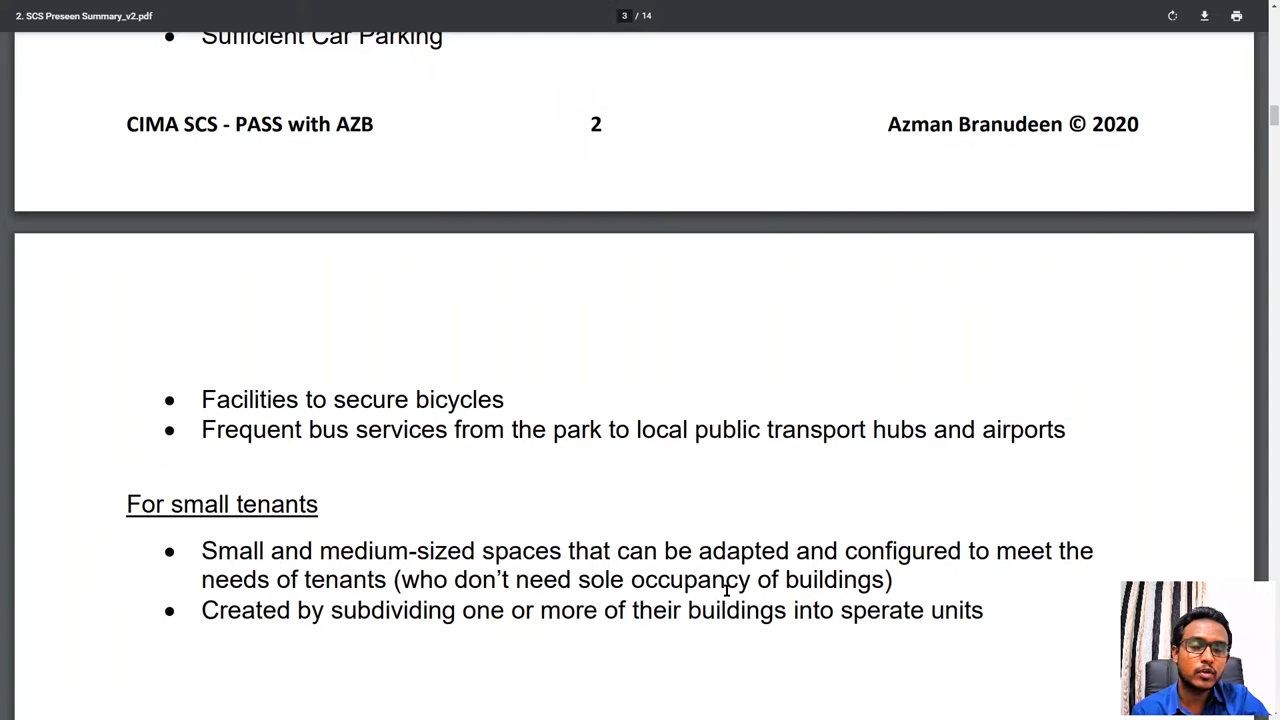 2. SCS Preseen Summary_v2.pdf
3 / 14
• Sufficient Car Parking
CIMA SCS - PASS with AZB 2 Azman Branudeen © 2020
• Facilities to secure bicycles
• Frequent bus services from the park to local public transport hubs and airports
For small tenants
• Small and medium-sized spaces that can be adapted and configured to meet the
needs of tenants (who don’t need sole occupancy of buildings)
• Created by subdividing one or more of their buildings into sperate units